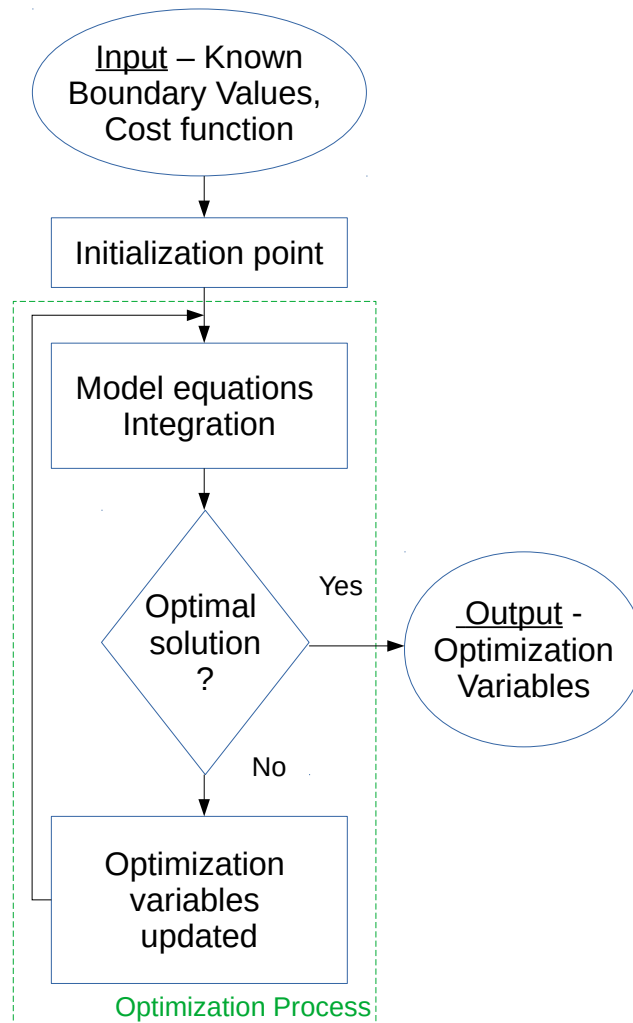 Input – Known
Boundary Values,
Cost function
Initialization point
Model equations
Integration
Optimal
solution
?
Yes
Output -
Optimization
Variables
No
Optimization
variables
updated
Optimization Process